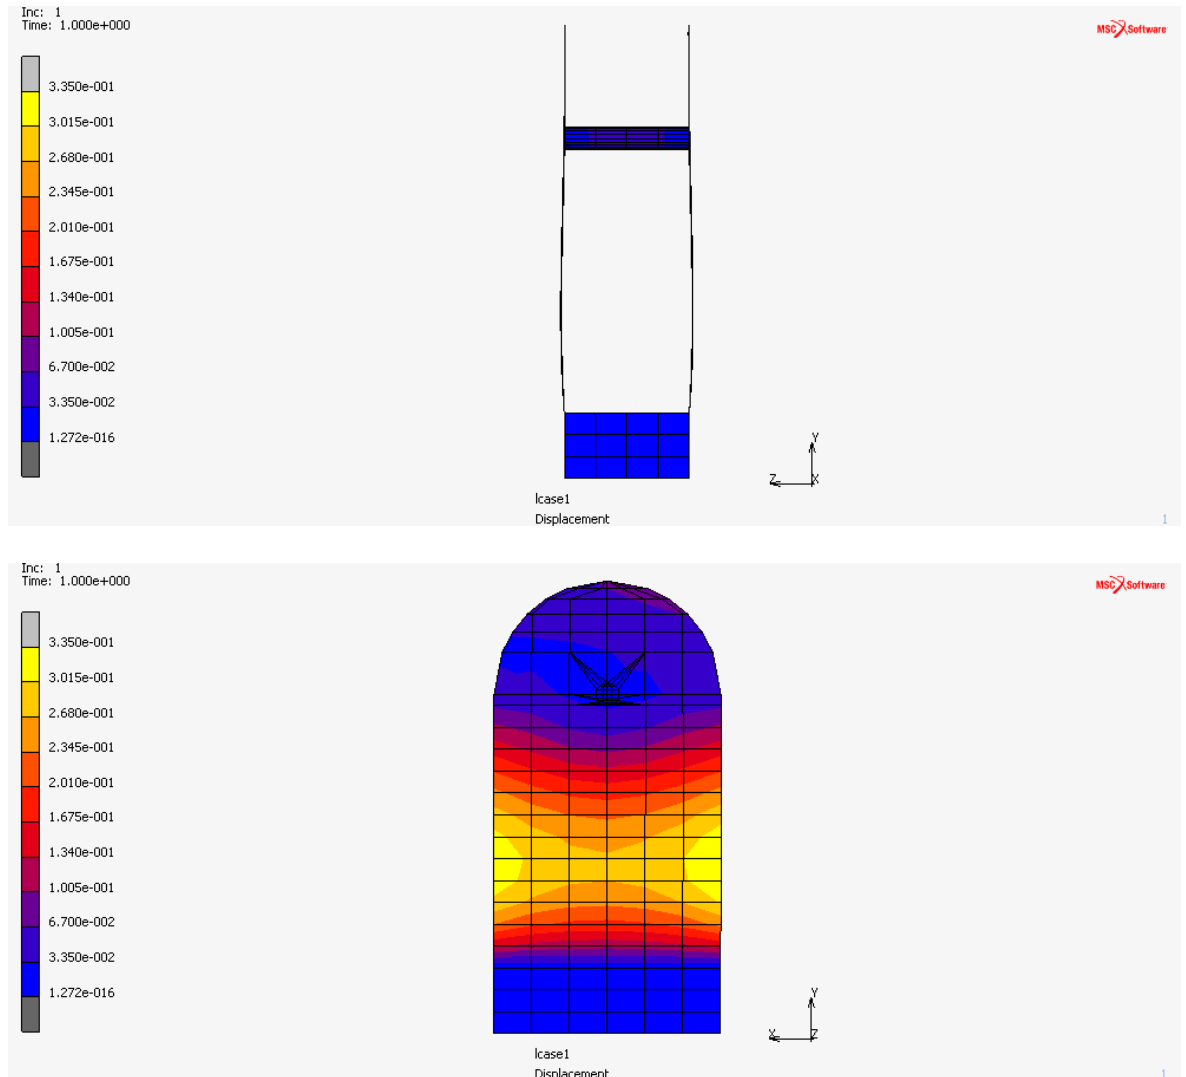 Inc: 1
Time: 1.000e+000
MSC Software
3.350e-001
3.015e-001
2.680e-001
2.345e-001
2.010e-001
1.675e-001
1.340e-001
1.005e-001
6.700e-002
3.350e-002
1.272e-016
Y
Z
X
lcase1
Displacement
1
Inc: 1
Time: 1.000e+000
MSC Software
3.350e-001
3.015e-001
2.680e-001
2.345e-001
2.010e-001
1.675e-001
1.340e-001
1.005e-001
6.700e-002
3.350e-002
1.272e-016
Y
X
Z
lcase1
Displacement
1